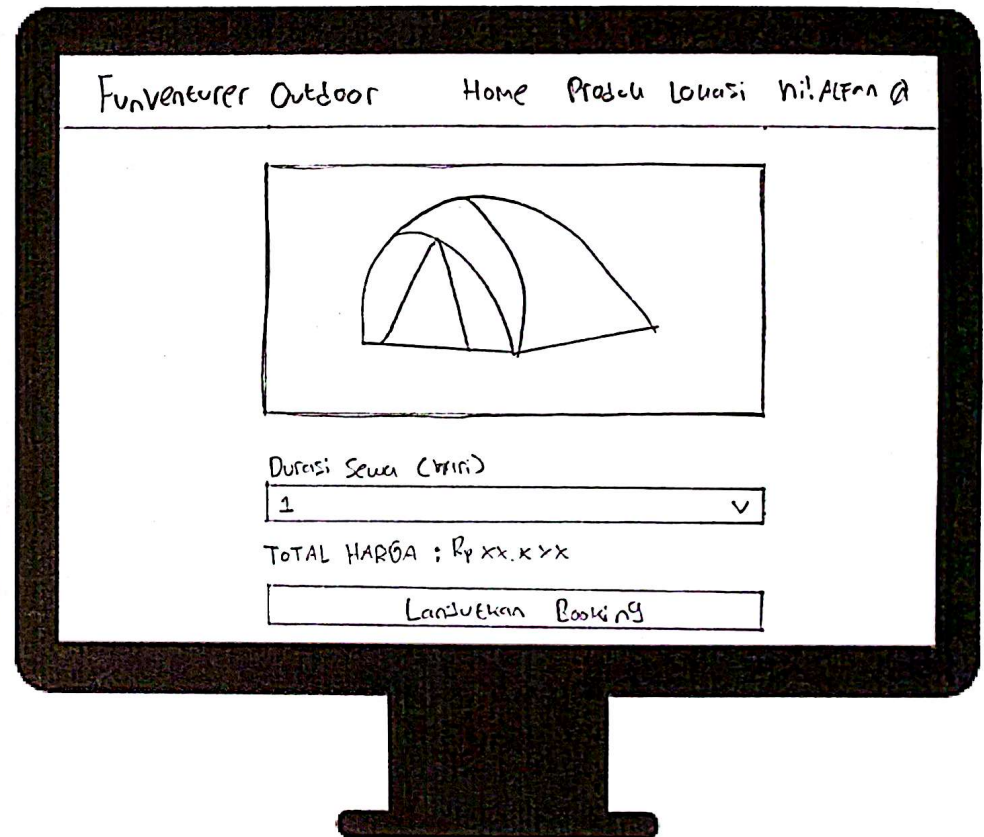 Funventurer Outdoor Home Produk Lokasi hi! ALFAN
Durasi Sewa (Hari)
1
TOTAL HARGA : Rp xx.xxx
Lanjutkan Booking